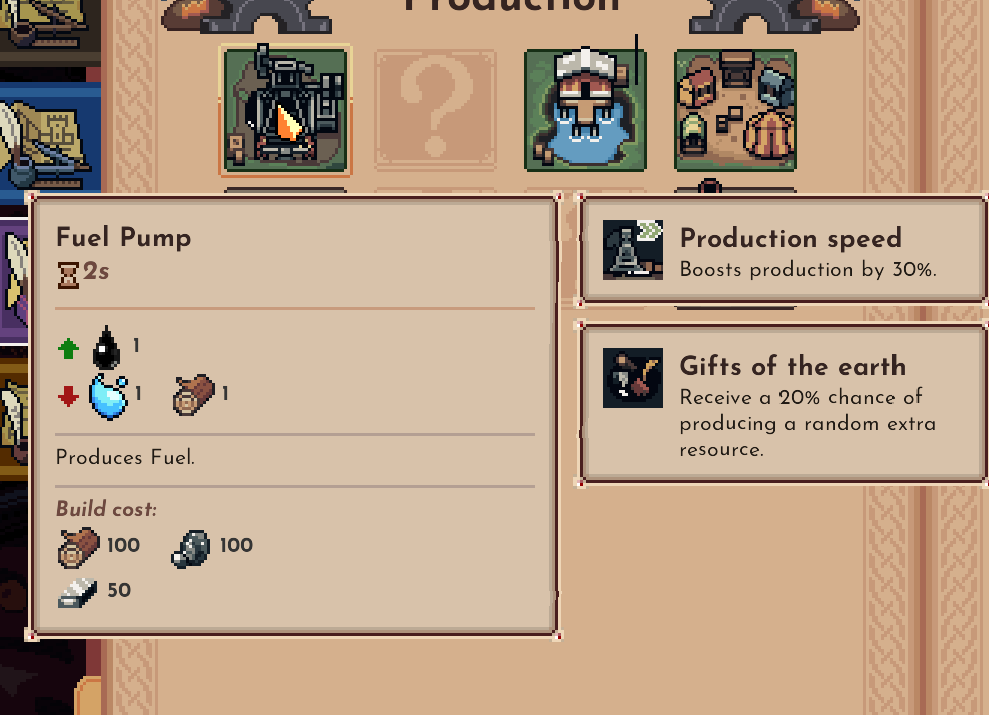 Production
Fuel Pump
2s
1
1 1
Produces Fuel.
Build cost:
100 100
50
Production speed
Boosts production by 30%.
Gifts of the earth
Receive a 20% chance of
producing a random extra
resource.